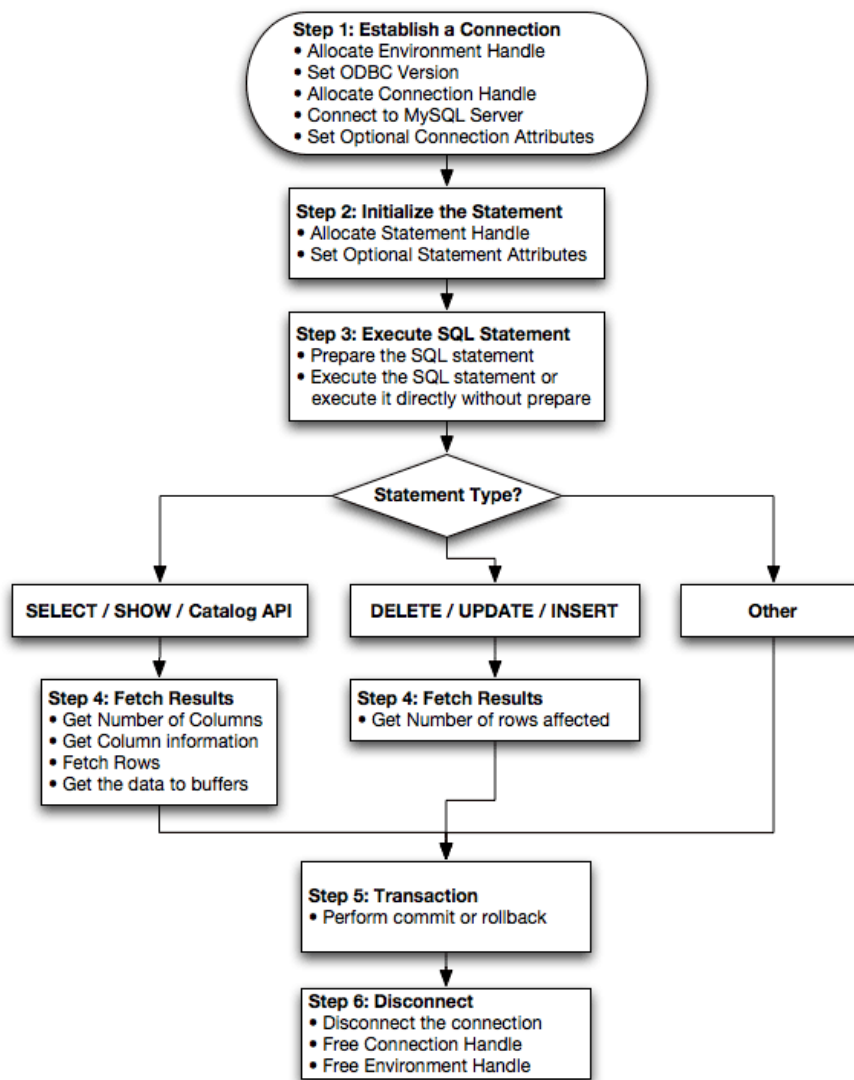 Step 1: Establish a Connection
• Allocate Environment Handle
• Set ODBC Version
• Allocate Connection Handle
• Connect to MySQL Server
• Set Optional Connection Attributes
Step 2: Initialize the Statement
• Allocate Statement Handle
• Set Optional Statement Attributes
Step 3: Execute SQL Statement
• Prepare the SQL statement
• Execute the SQL statement or
execute it directly without prepare
Statement Type?
SELECT / SHOW / Catalog API
DELETE / UPDATE / INSERT
Other
Step 4: Fetch Results
• Get Number of Columns
• Get Column information
• Fetch Rows
• Get the data to buffers
Step 4: Fetch Results
• Get Number of rows affected
Step 5: Transaction
• Perform commit or rollback
Step 6: Disconnect
• Disconnect the connection
• Free Connection Handle
• Free Environment Handle